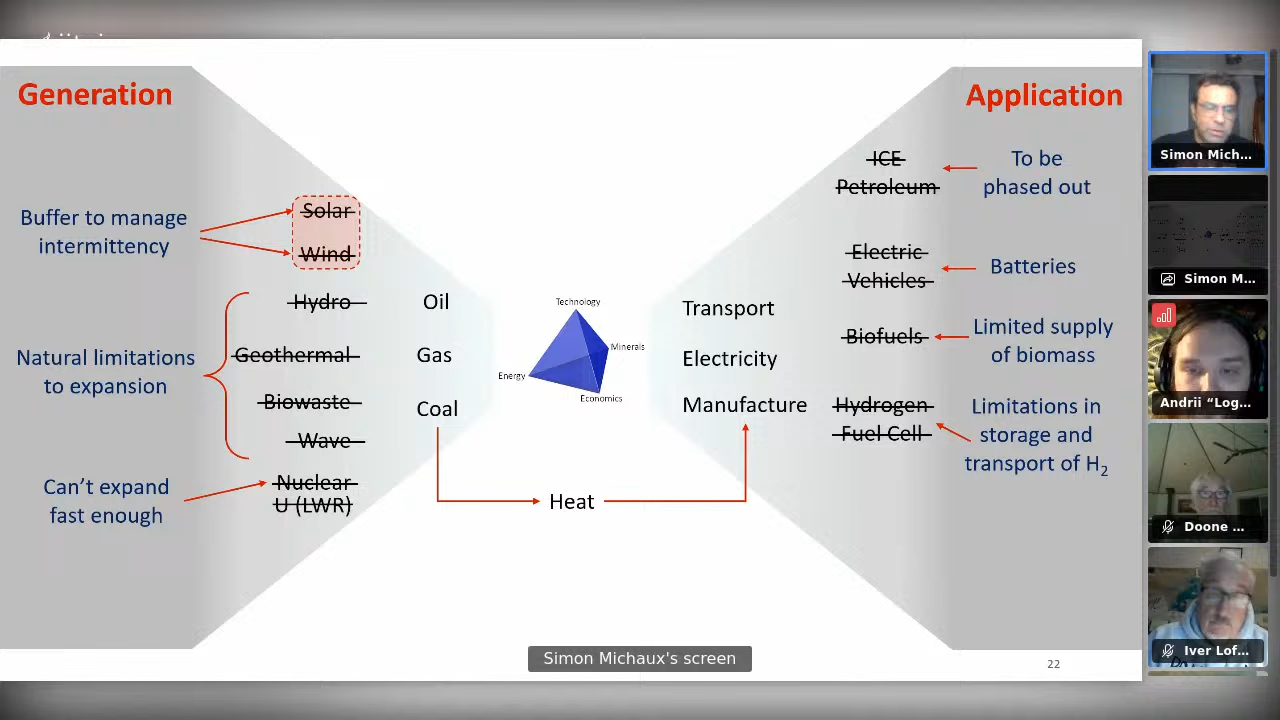 Generation
Application
Buffer to manage
intermittency
Solar
Wind
Natural limitations
to expansion
Hydro
Geothermal
Biowaste
Wave
Can't expand
fast enough
Nuclear
U (LWR)
Oil
Gas
Coal
Technology
Minerals
Energy
Economics
Heat
Transport
Electricity
Manufacture
ICE
Petroleum
To be
phased out
Electric
Vehicles
Batteries
Biofuels
Limited supply
of biomass
Hydrogen
Fuel Cell
Limitations in
storage and
transport of H₂
Simon Michaux's screen
22
Simon Mich...
Simon M...
Andrii “Log...
Doone ...
Iver Lof...